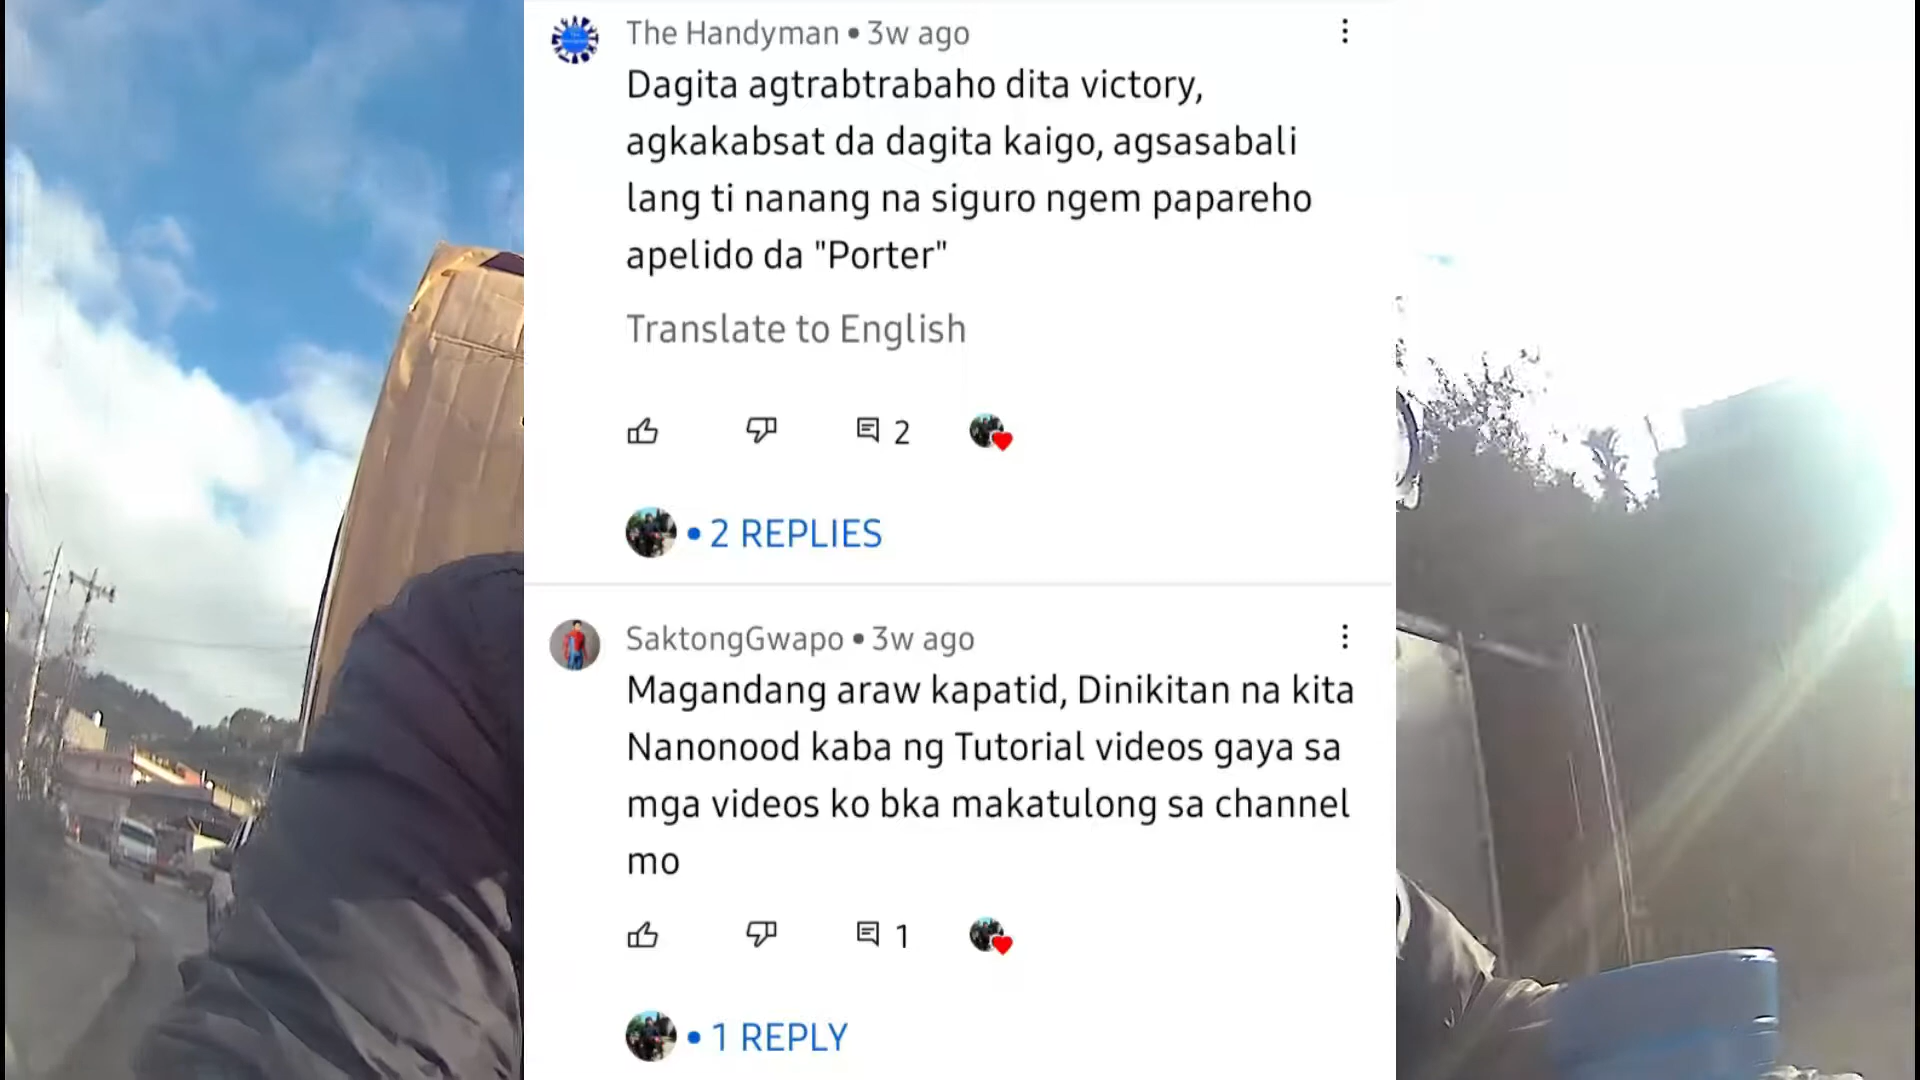 The Handyman • 3w ago
Dagita agtrabtrabaho dita victory,
agkakabsat da dagita kaigo, agsasabali
lang ti nanang na siguro ngem papareho
apelido da "Porter"
Translate to English
2
• 2 REPLIES
SaktongGwapo • 3w ago
Magandang araw kapatid, Dinikitan na kita
Nanonood kaba ng Tutorial videos gaya sa
mga videos ko bka makatulong sa channel
mo
1
• 1 REPLY